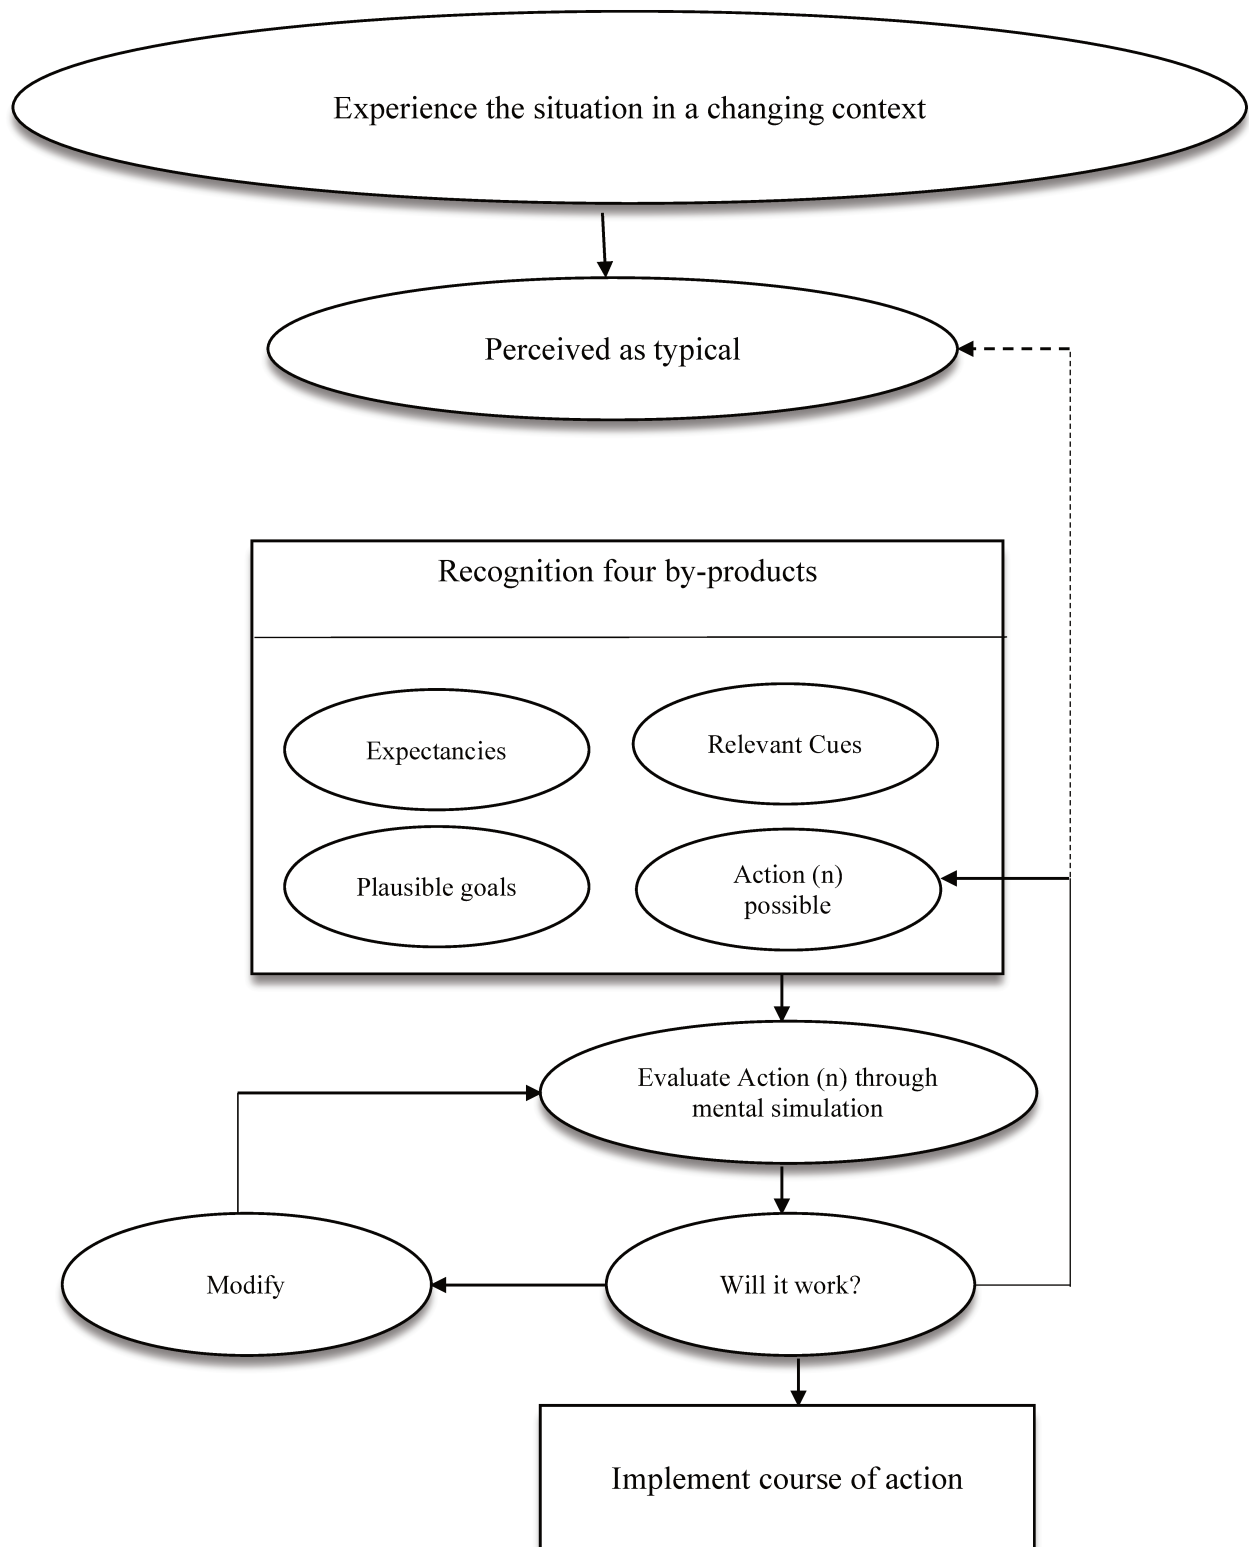 Experience the situation in a changing context
Perceived as typical
Recognition four by-products
Expectancies
Relevant Cues
Plausible goals
Action (n)
possible
Evaluate Action (n) through
mental simulation
Modify
Will it work?
Implement course of action